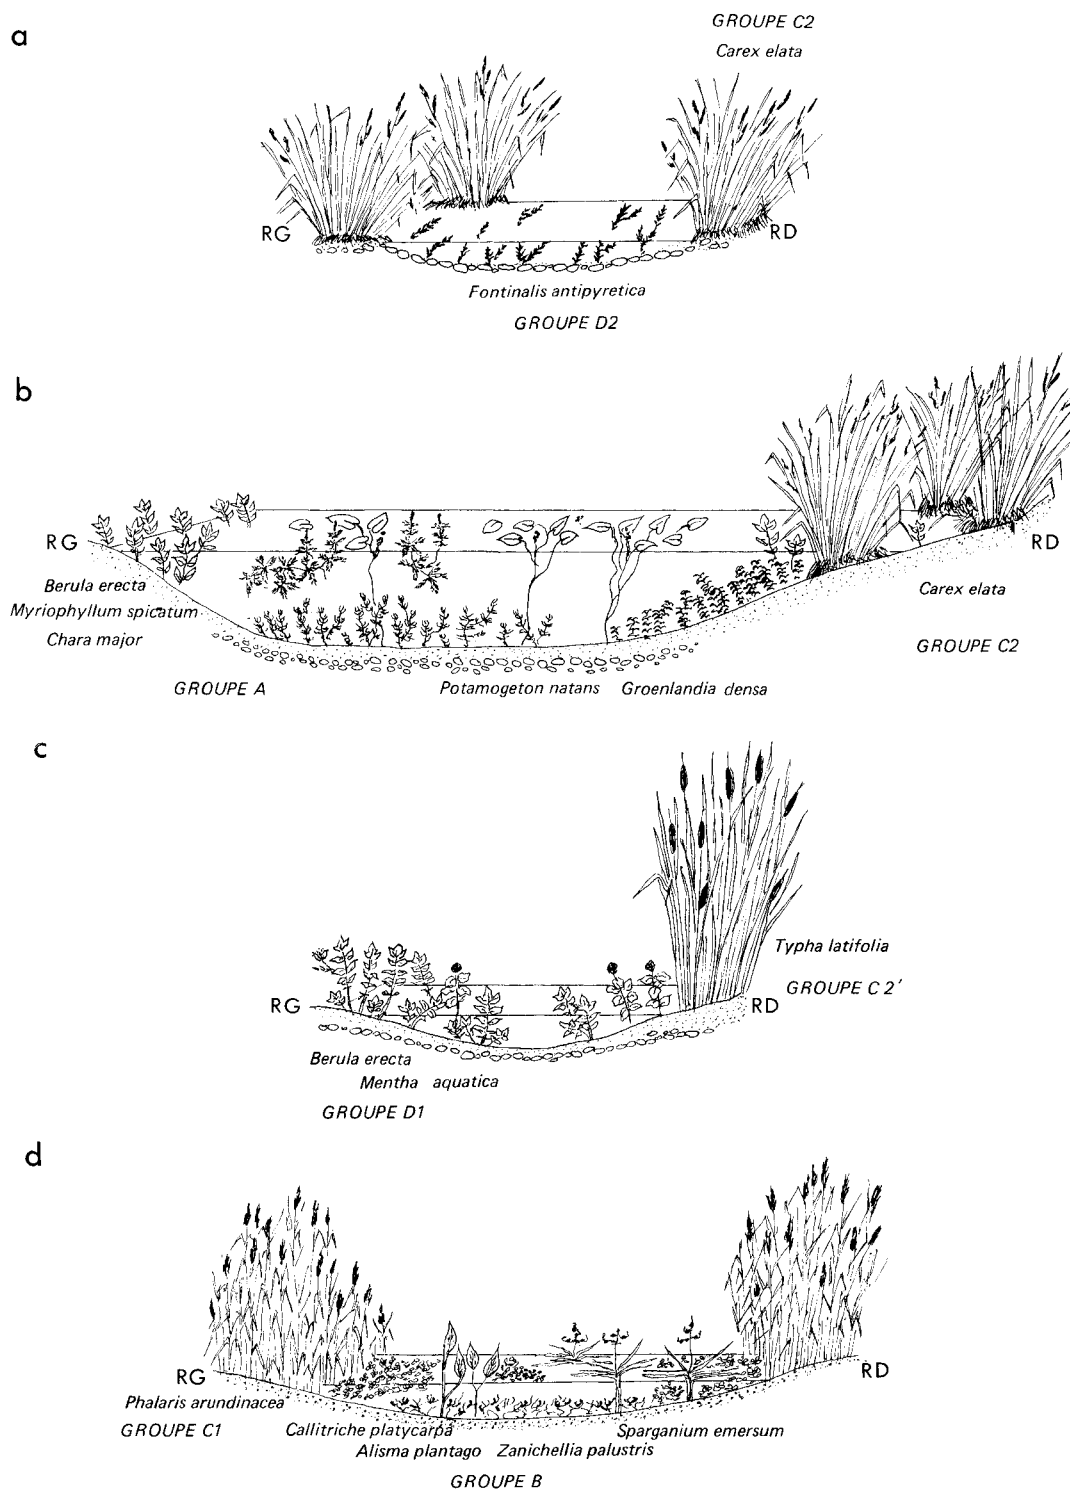 a
GROUPE C2
Carex elata
RG
RD
Fontinalis antipyretica
GROUPE D2
b
RG
RD
Berula erecta
Myriophyllum spicatum
Chara major
Carex elata
GROUPE C2
GROUPE A
Potamogeton natans Groenlandia densa
c
Typha latifolia
GROUPE C 2'
RG
RD
Berula erecta
Mentha aquatica
GROUPE D1
d
RG
RD
Phalaris arundinacea
GROUPE C1
Callitriche platycarpa
Sparganium emersum
Alisma plantago Zanichellia palustris
GROUPE B